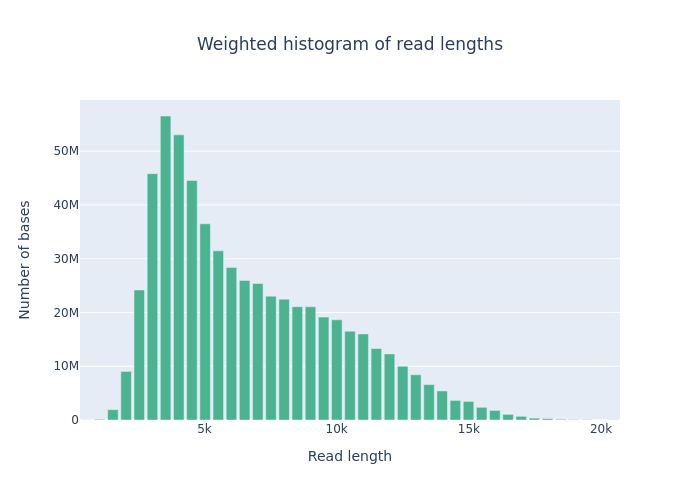 Weighted histogram of read lengths
Number of bases
50M
40M
30M
20M
10M
0
5k
10k
15k
20k
Read length